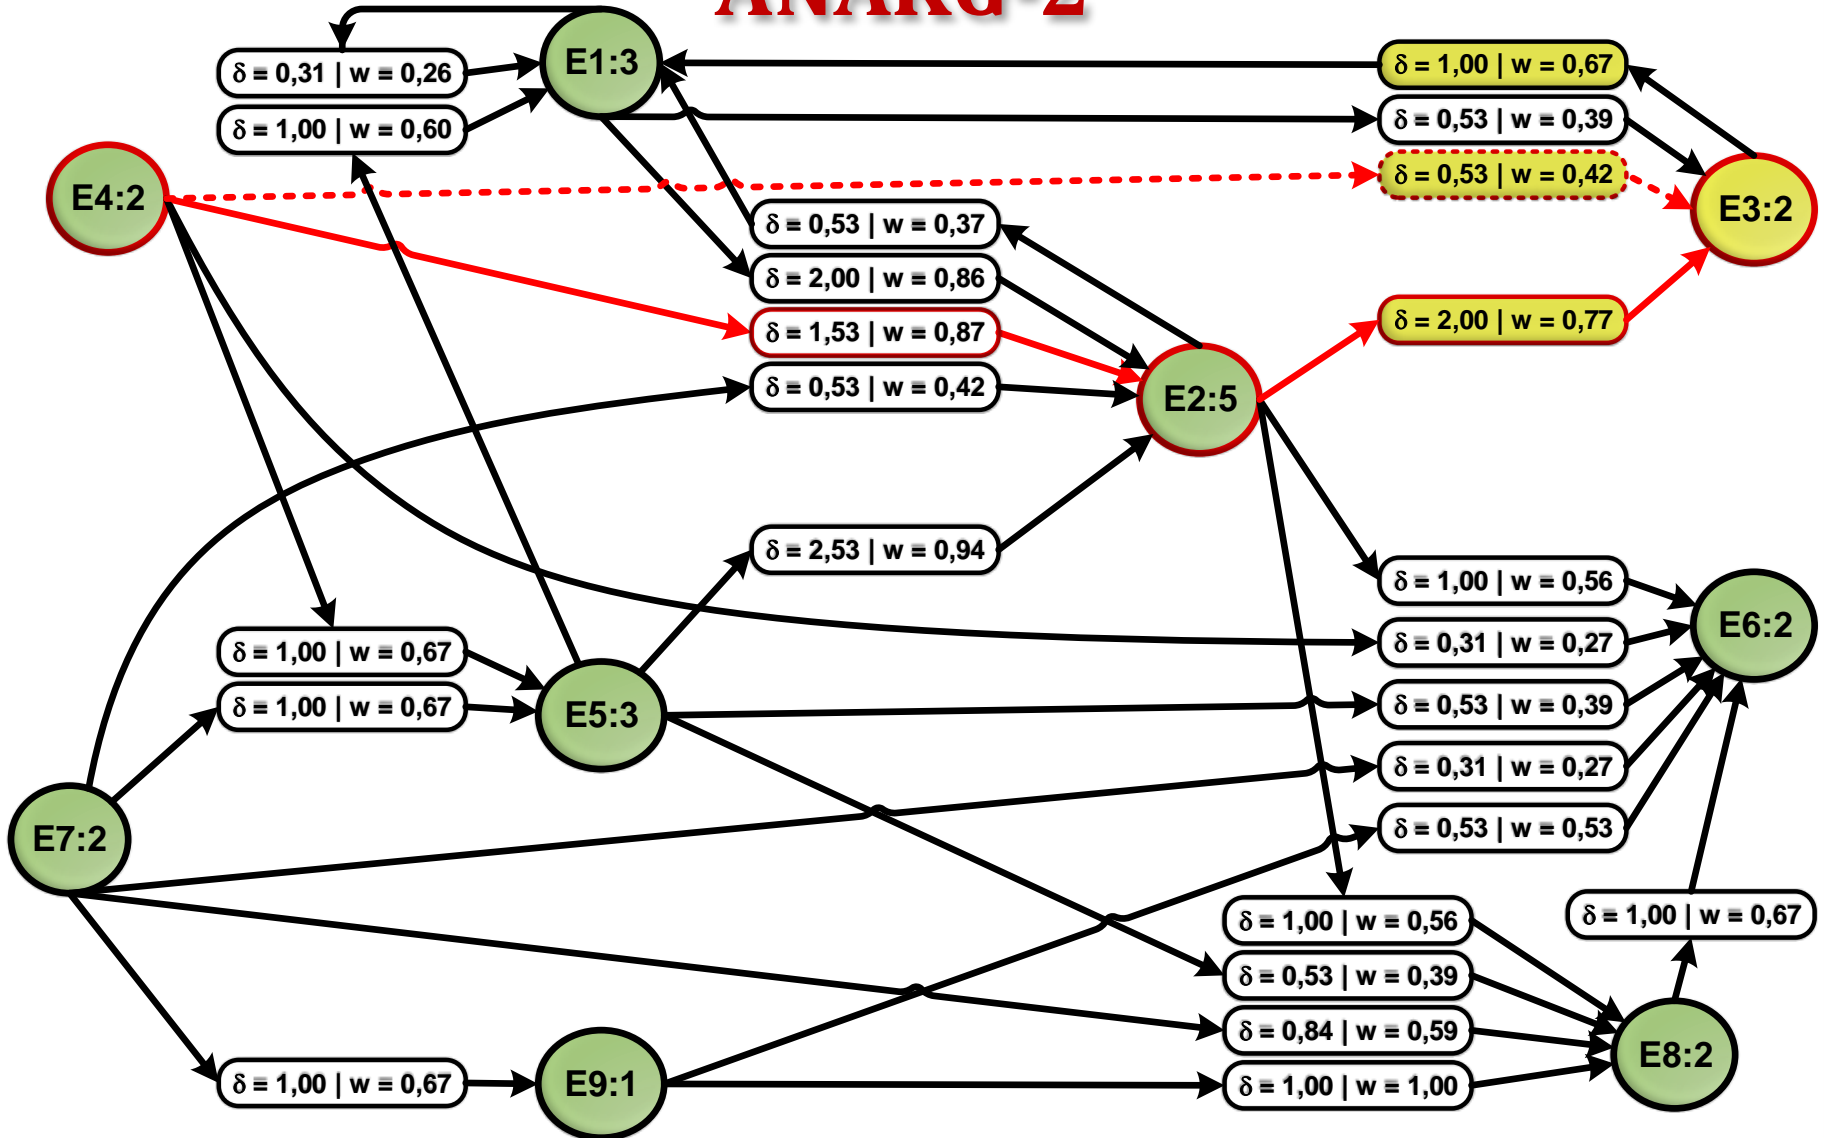 ANAKG-2
E1:3
δ = 0,31 | w = 0,26
δ = 1,00 | w = 0,60
δ = 1,00 | w = 0,67
δ = 0,53 | w = 0,39
δ = 0,53 | w = 0,42
E4:2
E3:2
δ = 0,53 | w = 0,37
δ = 2,00 | w = 0,86
δ = 1,53 | w = 0,87
δ = 0,53 | w = 0,42
δ = 2,00 | w = 0,77
E2:5
δ = 2,53 | w = 0,94
δ = 1,00 | w = 0,56
δ = 0,31 | w = 0,27
δ = 0,53 | w = 0,39
δ = 0,31 | w = 0,27
δ = 0,53 | w = 0,53
E6:2
δ = 1,00 | w = 0,67
δ = 1,00 | w = 0,67
E5:3
E7:2
δ = 1,00 | w = 0,56
δ = 0,53 | w = 0,39
δ = 0,84 | w = 0,59
δ = 1,00 | w = 1,00
δ = 1,00 | w = 0,67
E8:2
δ = 1,00 | w = 0,67
E9:1